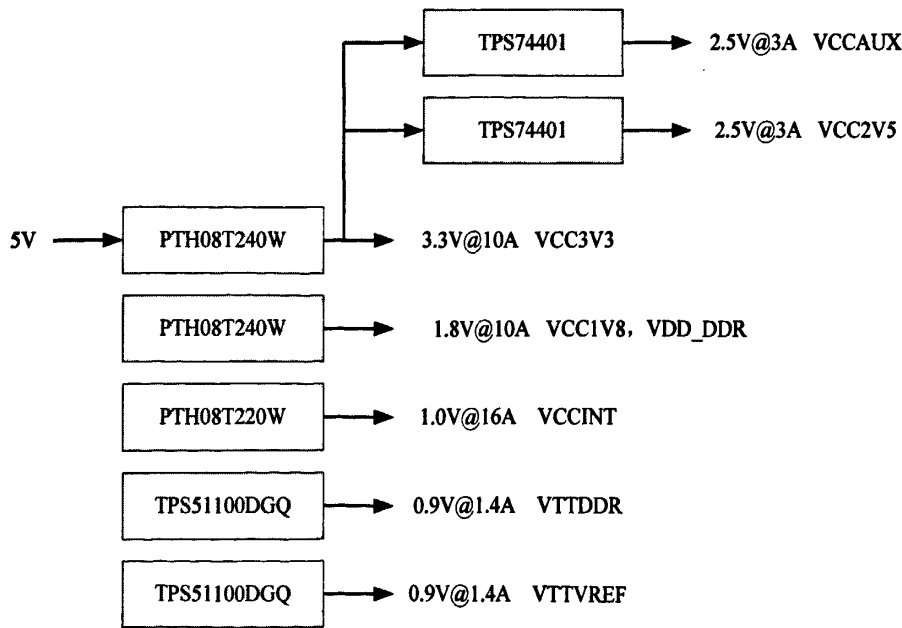 TPS74401 2.5V@3A VCCAUX
TPS74401 2.5V@3A VCC2V5
5V PTH08T240W 3.3V@10A VCC3V3
PTH08T240W 1.8V@10A VCC1V8, VDD_DDR
PTH08T220W 1.0V@16A VCCINT
TPS51100DGQ 0.9V@1.4A VTTDDR
TPS51100DGQ 0.9V@1.4A VTTVREF